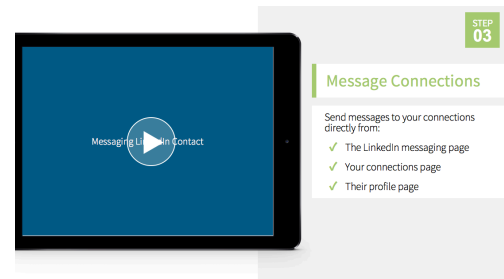 STEP
03
Message Connections
Messaging LinkedIn Contact
Send messages to your connections
directly from:
✓ The LinkedIn messaging page
✓ Your connections page
✓ Their profile page